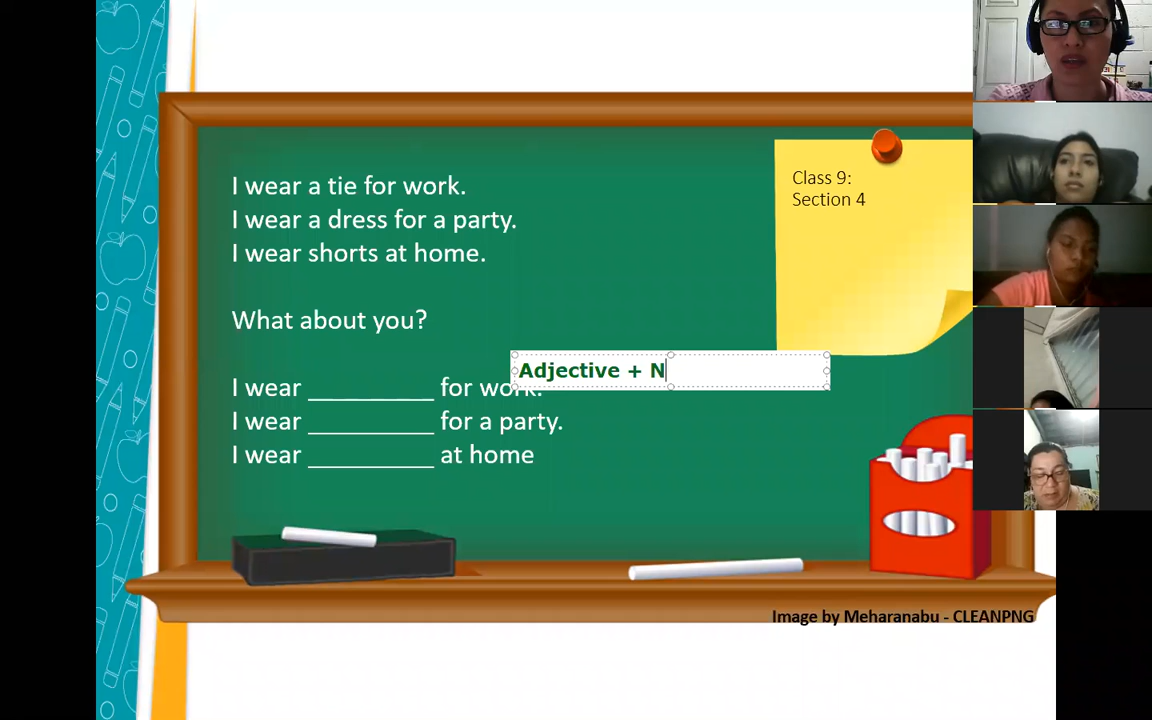 I wear a tie for work.
I wear a dress for a party.
I wear shorts at home.
What about you?
I wear __________ for work.
I wear __________ for a party.
I wear __________ at home
Adjective + N
Class 9:
Section 4
Image by Meharanabu - CLEANPNG